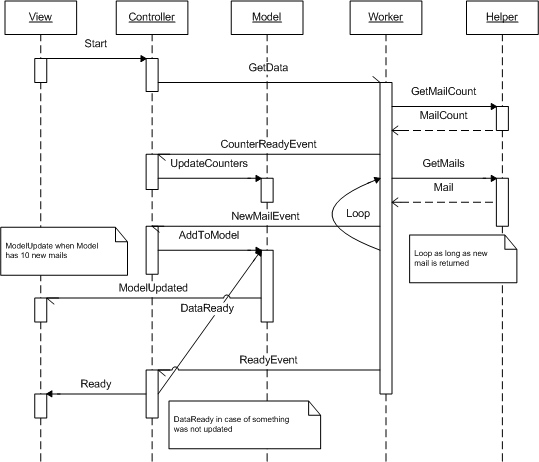 View
Controller
Model
Worker
Helper
Start
GetData
GetMailCount
MailCount
CounterReadyEvent
UpdateCounters
GetMails
Mail
Loop
NewMailEvent
AddToModel
ModelUpdate when Model
has 10 new mails
Loop as long as new
mail is returned
ModelUpdated
DataReady
ReadyEvent
Ready
DataReady in case of something
was not updated